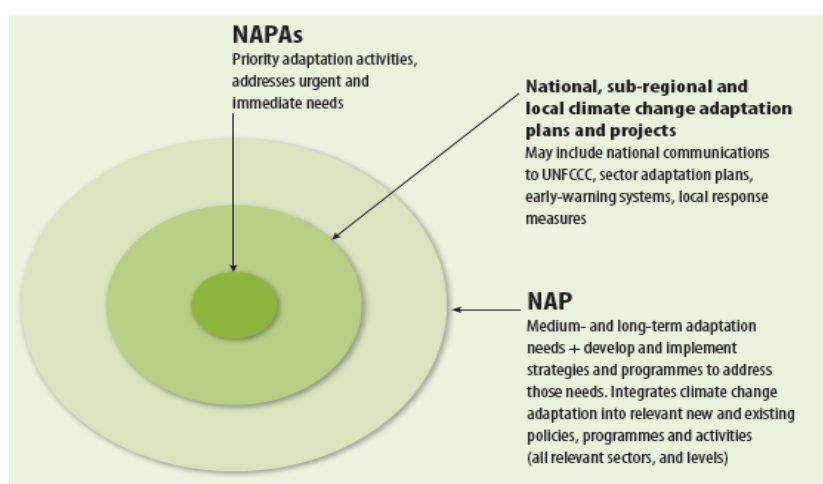 NAPAs
Priority adaptation activities,
addresses urgent and
immediate needs
National, sub-regional and
local climate change adaptation
plans and projects
May include national communications
to UNFCCC, sector adaptation plans,
early-warning systems, local response
measures
NAP
Medium- and long-term adaptation
needs + develop and implement
strategies and programmes to address
those needs. Integrates climate change
adaptation into relevant new and existing
policies, programmes and activities
(all relevant sectors, and levels)